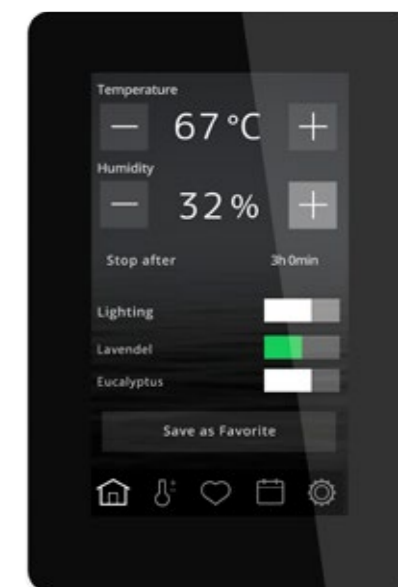 Temperature
— 67 °C +
Humidity
— 32% +
Stop after 3h 0min
Lighting
Lavendel
Eucalyptus
Save as Favorite